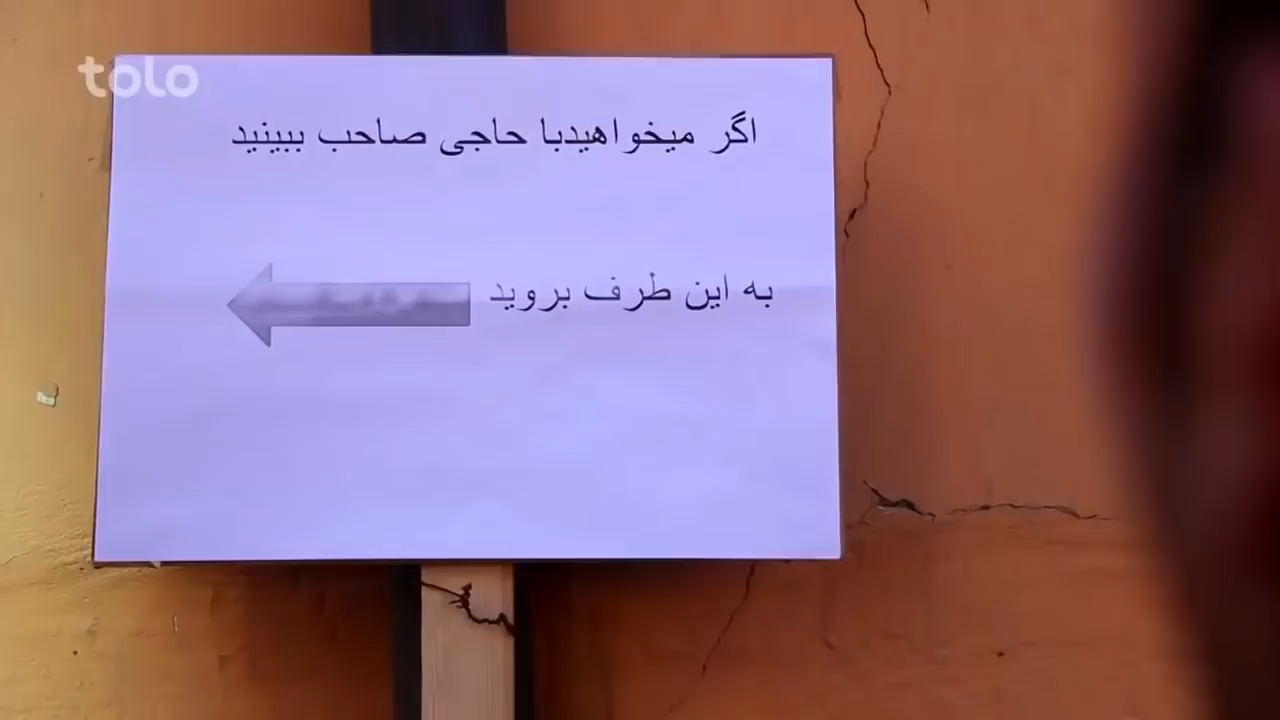 tolo
اگر میخواهیدبا حاجی صاحب ببینید
به این طرف بروید